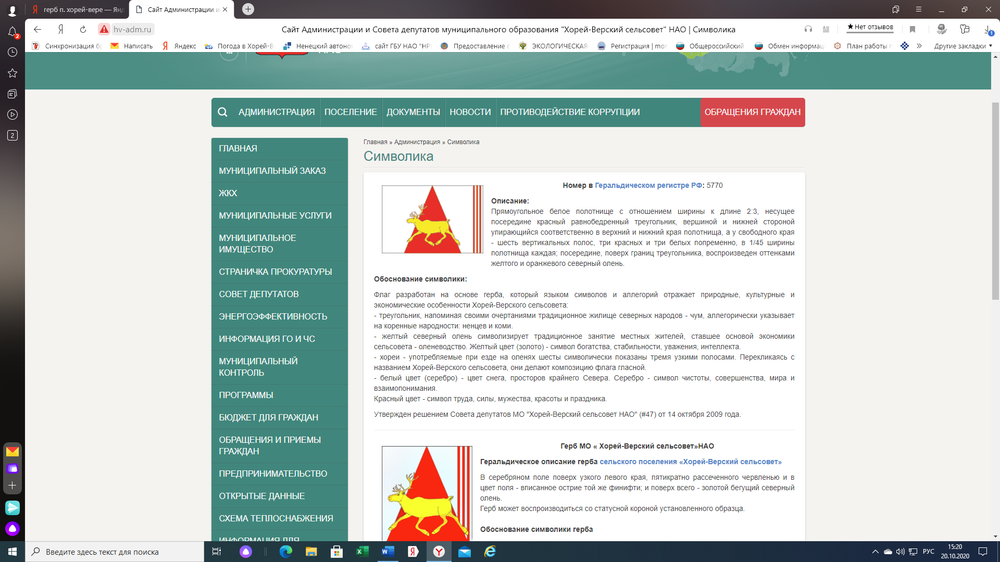 герб п. хорей-вере — Янд
Сайт Администрации и
hv-adm.ru
Сайт Администрации и Совета депутатов муниципального образования "Хорей-Верский сельсовет" НАО | Символика
★Нет отзывов
Синхронизация бр
Написать
Яндекс
Погода в Хорей-В
Ненецкий автоно
сайт ГБУ НАО "НР
Предоставление с
ЭКОЛОГИЧЕСКАЯ
Регистрация | mor
Общероссийский
Обмен информац
План работы г
Другие закладки
АДМИНИСТРАЦИЯ
ПОСЕЛЕНИЕ
ДОКУМЕНТЫ
НОВОСТИ
ПРОТИВОДЕЙСТВИЕ КОРРУПЦИИ
ОБРАЩЕНИЯ ГРАЖДАН
ГЛАВНАЯ
МУНИЦИПАЛЬНЫЙ ЗАКАЗ
ЖКХ
МУНИЦИПАЛЬНЫЕ УСЛУГИ
МУНИЦИПАЛЬНОЕ
ИМУЩЕСТВО
СТРАНИЧКА ПРОКУРАТУРЫ
СОВЕТ ДЕПУТАТОВ
ЭНЕРГОЭФФЕКТИВНОСТЬ
ИНФОРМАЦИЯ ГО И ЧС
МУНИЦИПАЛЬНЫЙ
КОНТРОЛЬ
ПРОГРАММЫ
БЮДЖЕТ ДЛЯ ГРАЖДАН
ОБРАЩЕНИЯ И ПРИЕМЫ
ГРАЖДАН
ПРЕДПРИНИМАТЕЛЬСТВО
ОТКРЫТЫЕ ДАННЫЕ
СХЕМА ТЕПЛОСНАБЖЕНИЯ
ИНФОРМАЦИЯ ДЛЯ
Главная » Администрация » Символика
Символика
Номер в Геральдическом регистре РФ: 5770
Описание:
Прямоугольное белое полотнище с отношением ширины к длине 2:3, несущее
посередине красный равнобедренный треугольник, вершиной и нижней стороной
упирающийся соответственно в верхний и нижний края полотнища, а у свободного края
- шесть вертикальных полос, три красных и три белых попременно, в 1/45 ширины
полотнища каждая; посередине, поверх границ треугольника, воспроизведен оттенками
желтого и оранжевого северный олень.
Обоснование символики:
Флаг разработан на основе герба, который языком символов и аллегорий отражает природные, культурные и
экономические особенности Хорей-Верского сельсовета:
- треугольник, напоминая своими очертаниями традиционное жилище северных народов - чум, аллегорически указывает
на коренные народности: ненцев и коми.
- желтый северный олень символизирует традиционное занятие местных жителей, ставшее основой экономики
сельсовета - оленеводство. Желтый цвет (золото) - символ богатства, стабильности, уважения, интеллекта.
- хореи - употребляемые при езде на оленях шесты символически показаны тремя узкими полосами. Перекликаясь с
названием Хорей-Верского сельсовета, они делают композицию флага гласной.
- белый цвет (серебро) - цвет снега, просторов крайнего Севера. Серебро - символ чистоты, совершенства, мира и
взаимопонимания.
Красный цвет - символ труда, силы, мужества, красоты и праздника.
Утвержден решением Совета депутатов МО "Хорей-Верский сельсовет НАО" (#47) от 14 октября 2009 года.
Герб МО « Хорей-Верский сельсовет»НАО
Геральдическое описание герба сельского поселения «Хорей-Верский сельсовет»
В серебряном поле поверх узкого левого края, пятикратно рассеченного червленью и в
цвет поля - вписанное острие той же финифти; и поверх всего - золотой бегущий северный
олень.
Герб может воспроизводиться со статусной короной установленного образца.
Обоснование символики герба
Введите здесь текст для поиска
РУС
15:20
20.10.2020